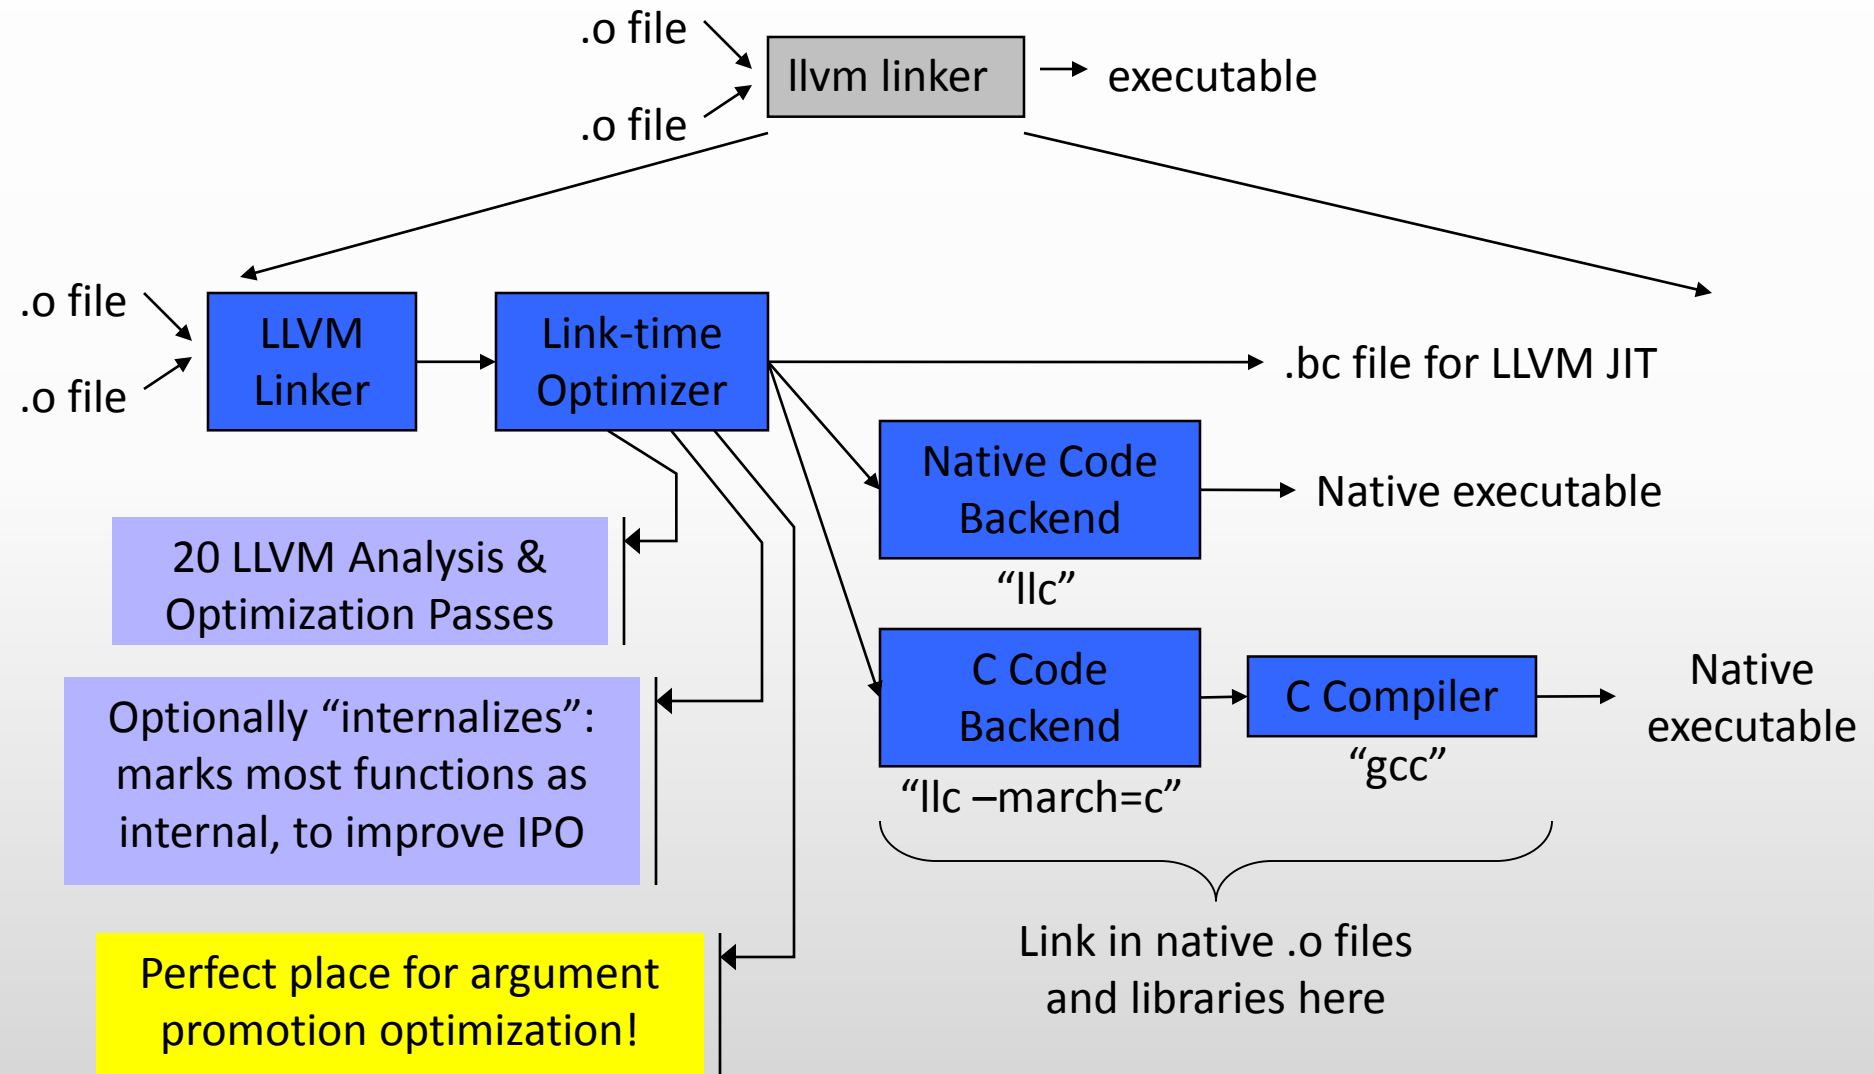 .o file
llvm linker
executable
.o file
.o file
LLVM
Linker
Link-time
Optimizer
.bc file for LLVM JIT
.o file
Native Code
Backend
Native executable
“llc”
20 LLVM Analysis &
Optimization Passes
C Code
Backend
C Compiler
Native
executable
“gcc”
“llc –march=c”
Optionally “internalizes”:
marks most functions as
internal, to improve IPO
Link in native .o files
and libraries here
Perfect place for argument
promotion optimization!